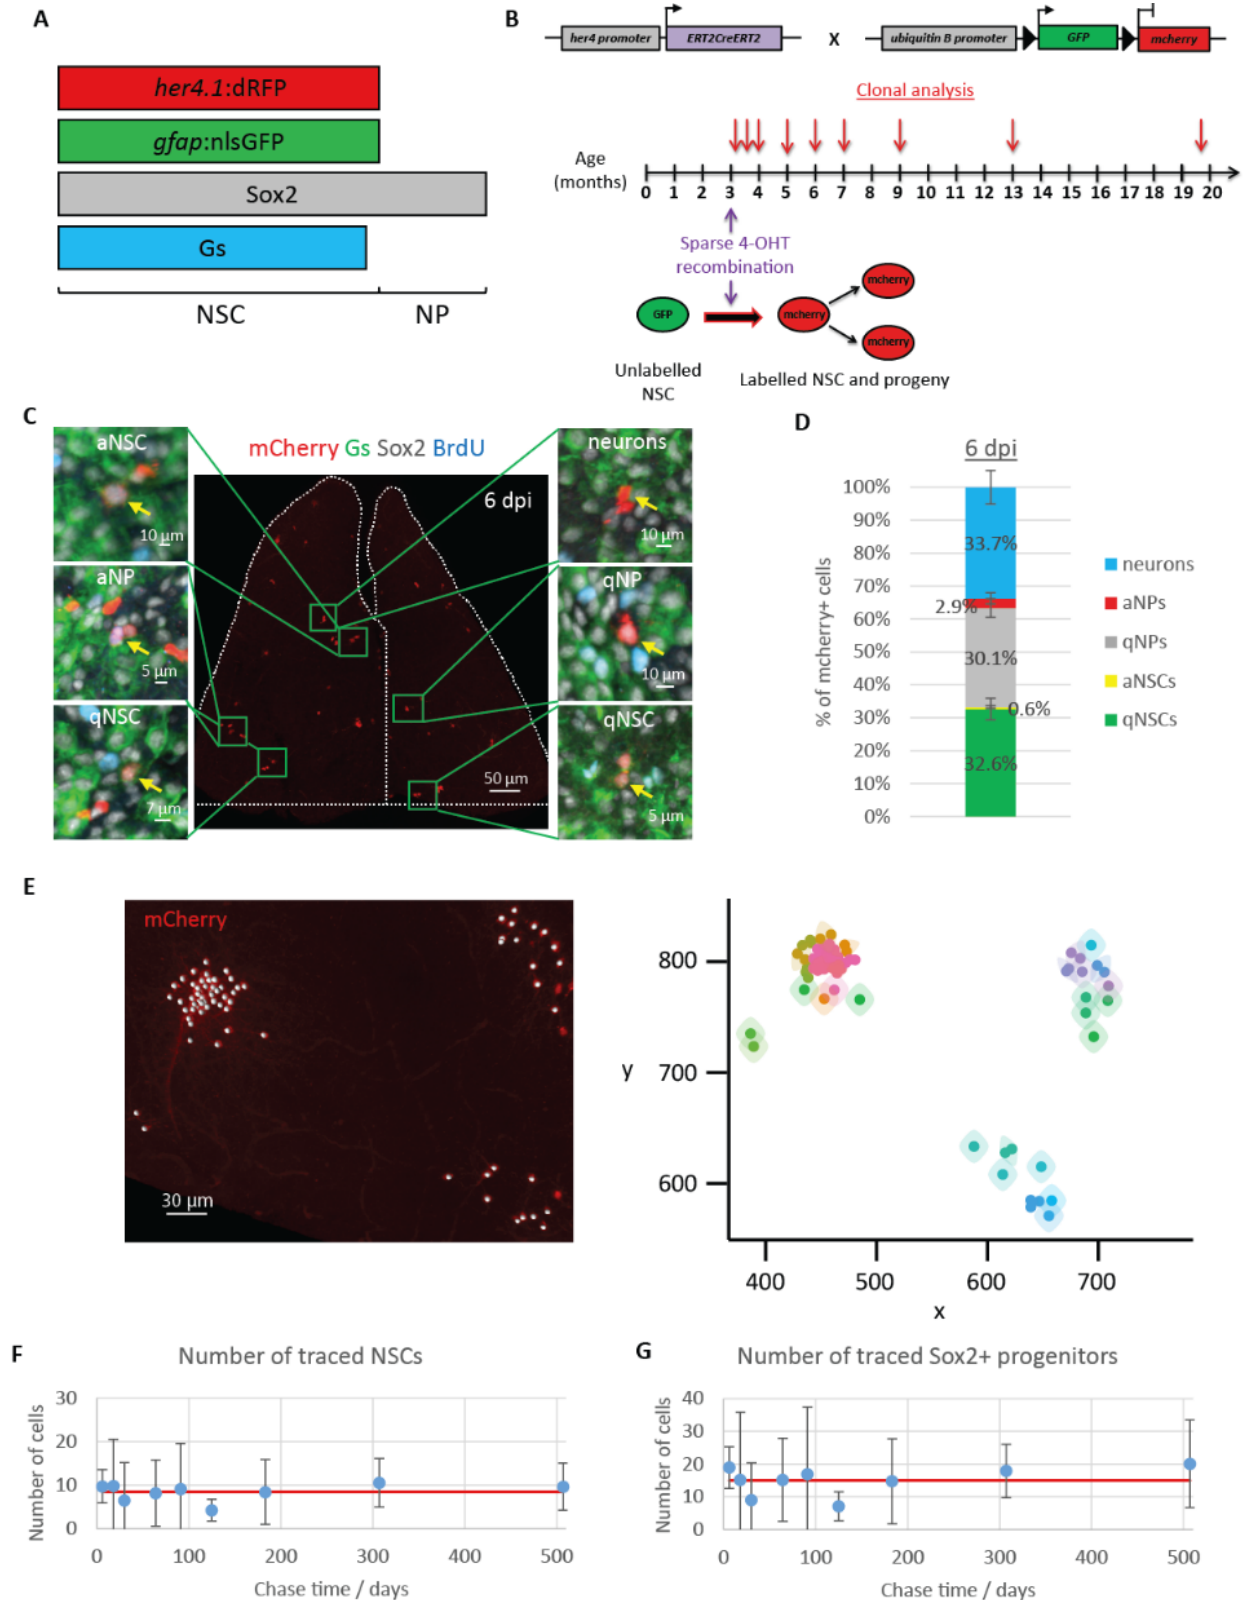 A
her4.1:dRFP
gfap:nlsGFP
Sox2
Gs
NSC
NP
B
her4 promoter
ERT2CreERT2
X
ubiquitin B promoter
GFP
mcherry
Clonal analysis
Age
(months)
0 1 2 3 4 5 6 7 8 9 10 11 12 13 14 15 16 17 18 19 20
Sparse 4-OHT
recombination
GFP
mcherry
mcherry
mcherry
Unlabelled
NSC
Labelled NSC and progeny
C
mCherry Gs Sox2 BrdU
6 dpi
50 µm
aNSC
10 µm
aNP
5 µm
qNSC
7 µm
neurons
10 µm
qNP
10 µm
qNSC
5 µm
D
6 dpi
% of mcherry+ cells
100%
90%
80%
70%
60%
50%
40%
30%
20%
10%
0%
33.7%
2.9%
30.1%
0.6%
32.6%
neurons
aNPs
qNPs
aNSCs
qNSCs
E
mCherry
30 µm
y
800
700
600
400 500 600 700
x
F
Number of traced NSCs
Number of cells
30
20
10
0
0 100 200 300 400 500
Chase time / days
G
Number of traced Sox2+ progenitors
Number of cells
40
30
20
10
0
0 100 200 300 400 500
Chase time / days